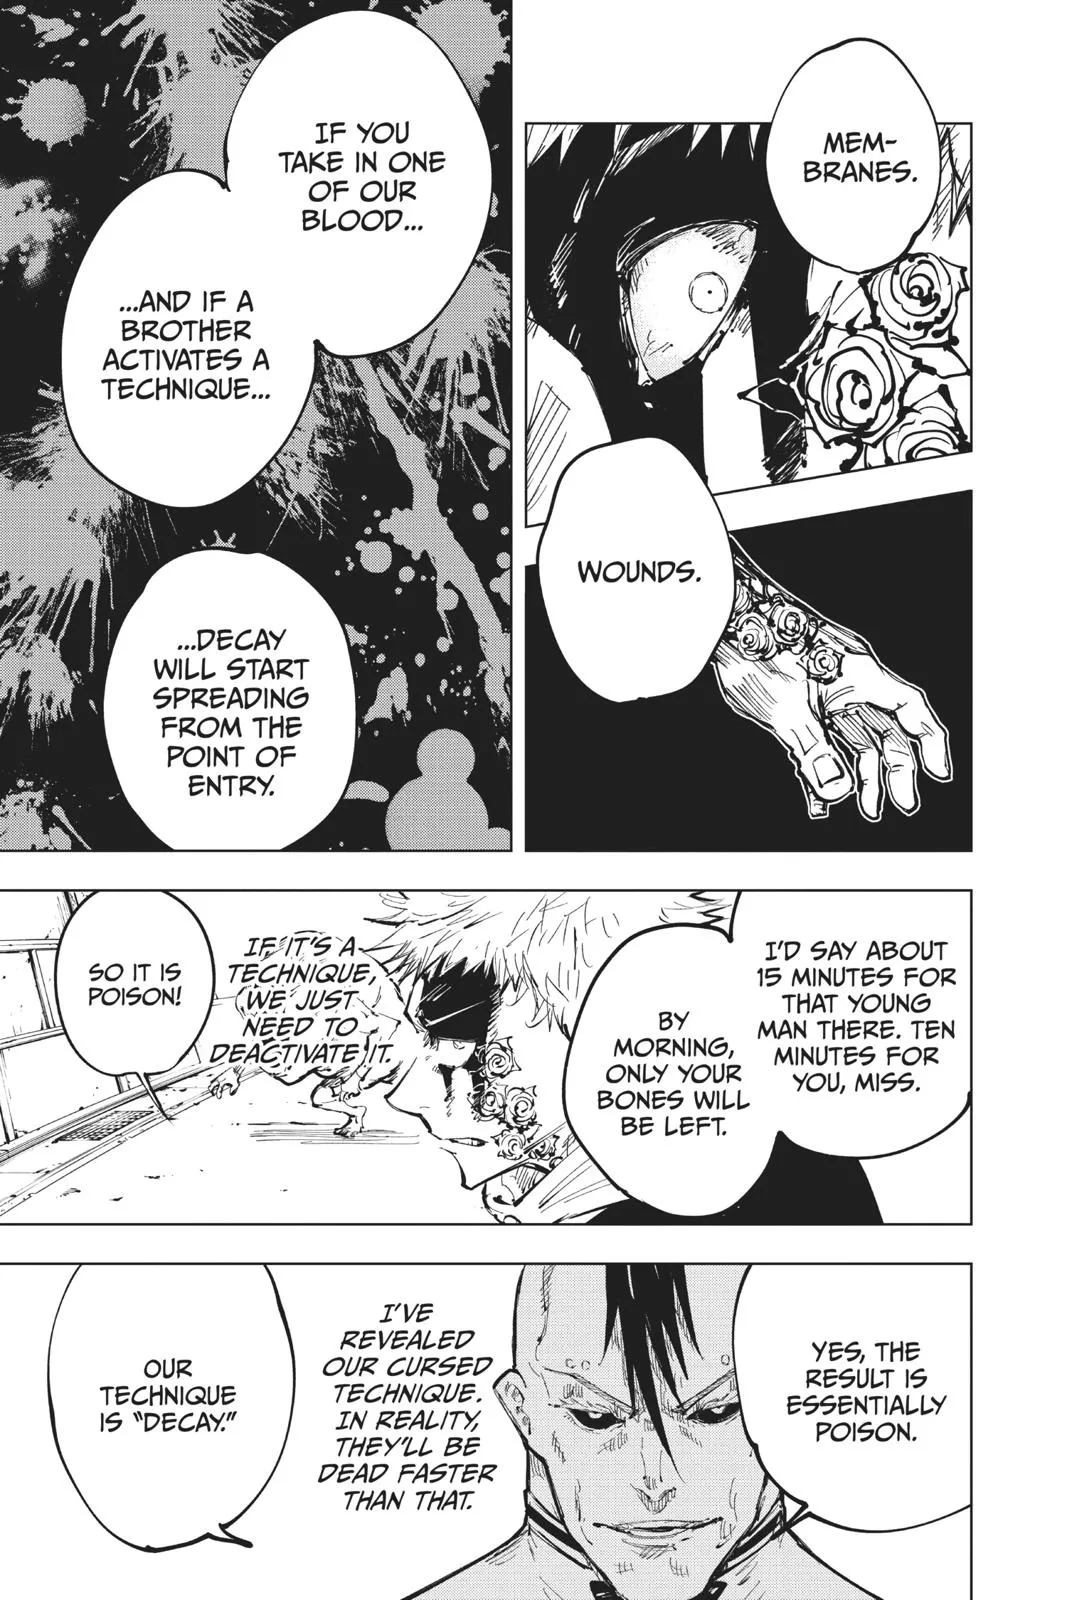 MEM-
BRANES.
WOUNDS.
IF YOU
TAKE IN ONE
OF OUR
BLOOD...
...AND IF A
BROTHER
ACTIVATES A
TECHNIQUE...
...DECAY
WILL START
SPREADING
FROM THE
POINT OF
ENTRY.
I'D SAY ABOUT
15 MINUTES FOR
THAT YOUNG
MAN THERE. TEN
MINUTES FOR
YOU, MISS.
BY
MORNING,
ONLY YOUR
BONES WILL
BE LEFT.
IF IT'S A
TECHNIQUE,
WE JUST
NEED TO
DEACTIVATE IT.
SO IT IS
POISON!
YES, THE
RESULT IS
ESSENTIALLY
POISON.
I'VE
REVEALED
OUR CURSED
TECHNIQUE.
IN REALITY,
THEY'LL BE
DEAD FASTER
THAN THAT.
OUR
TECHNIQUE
IS "DECAY."